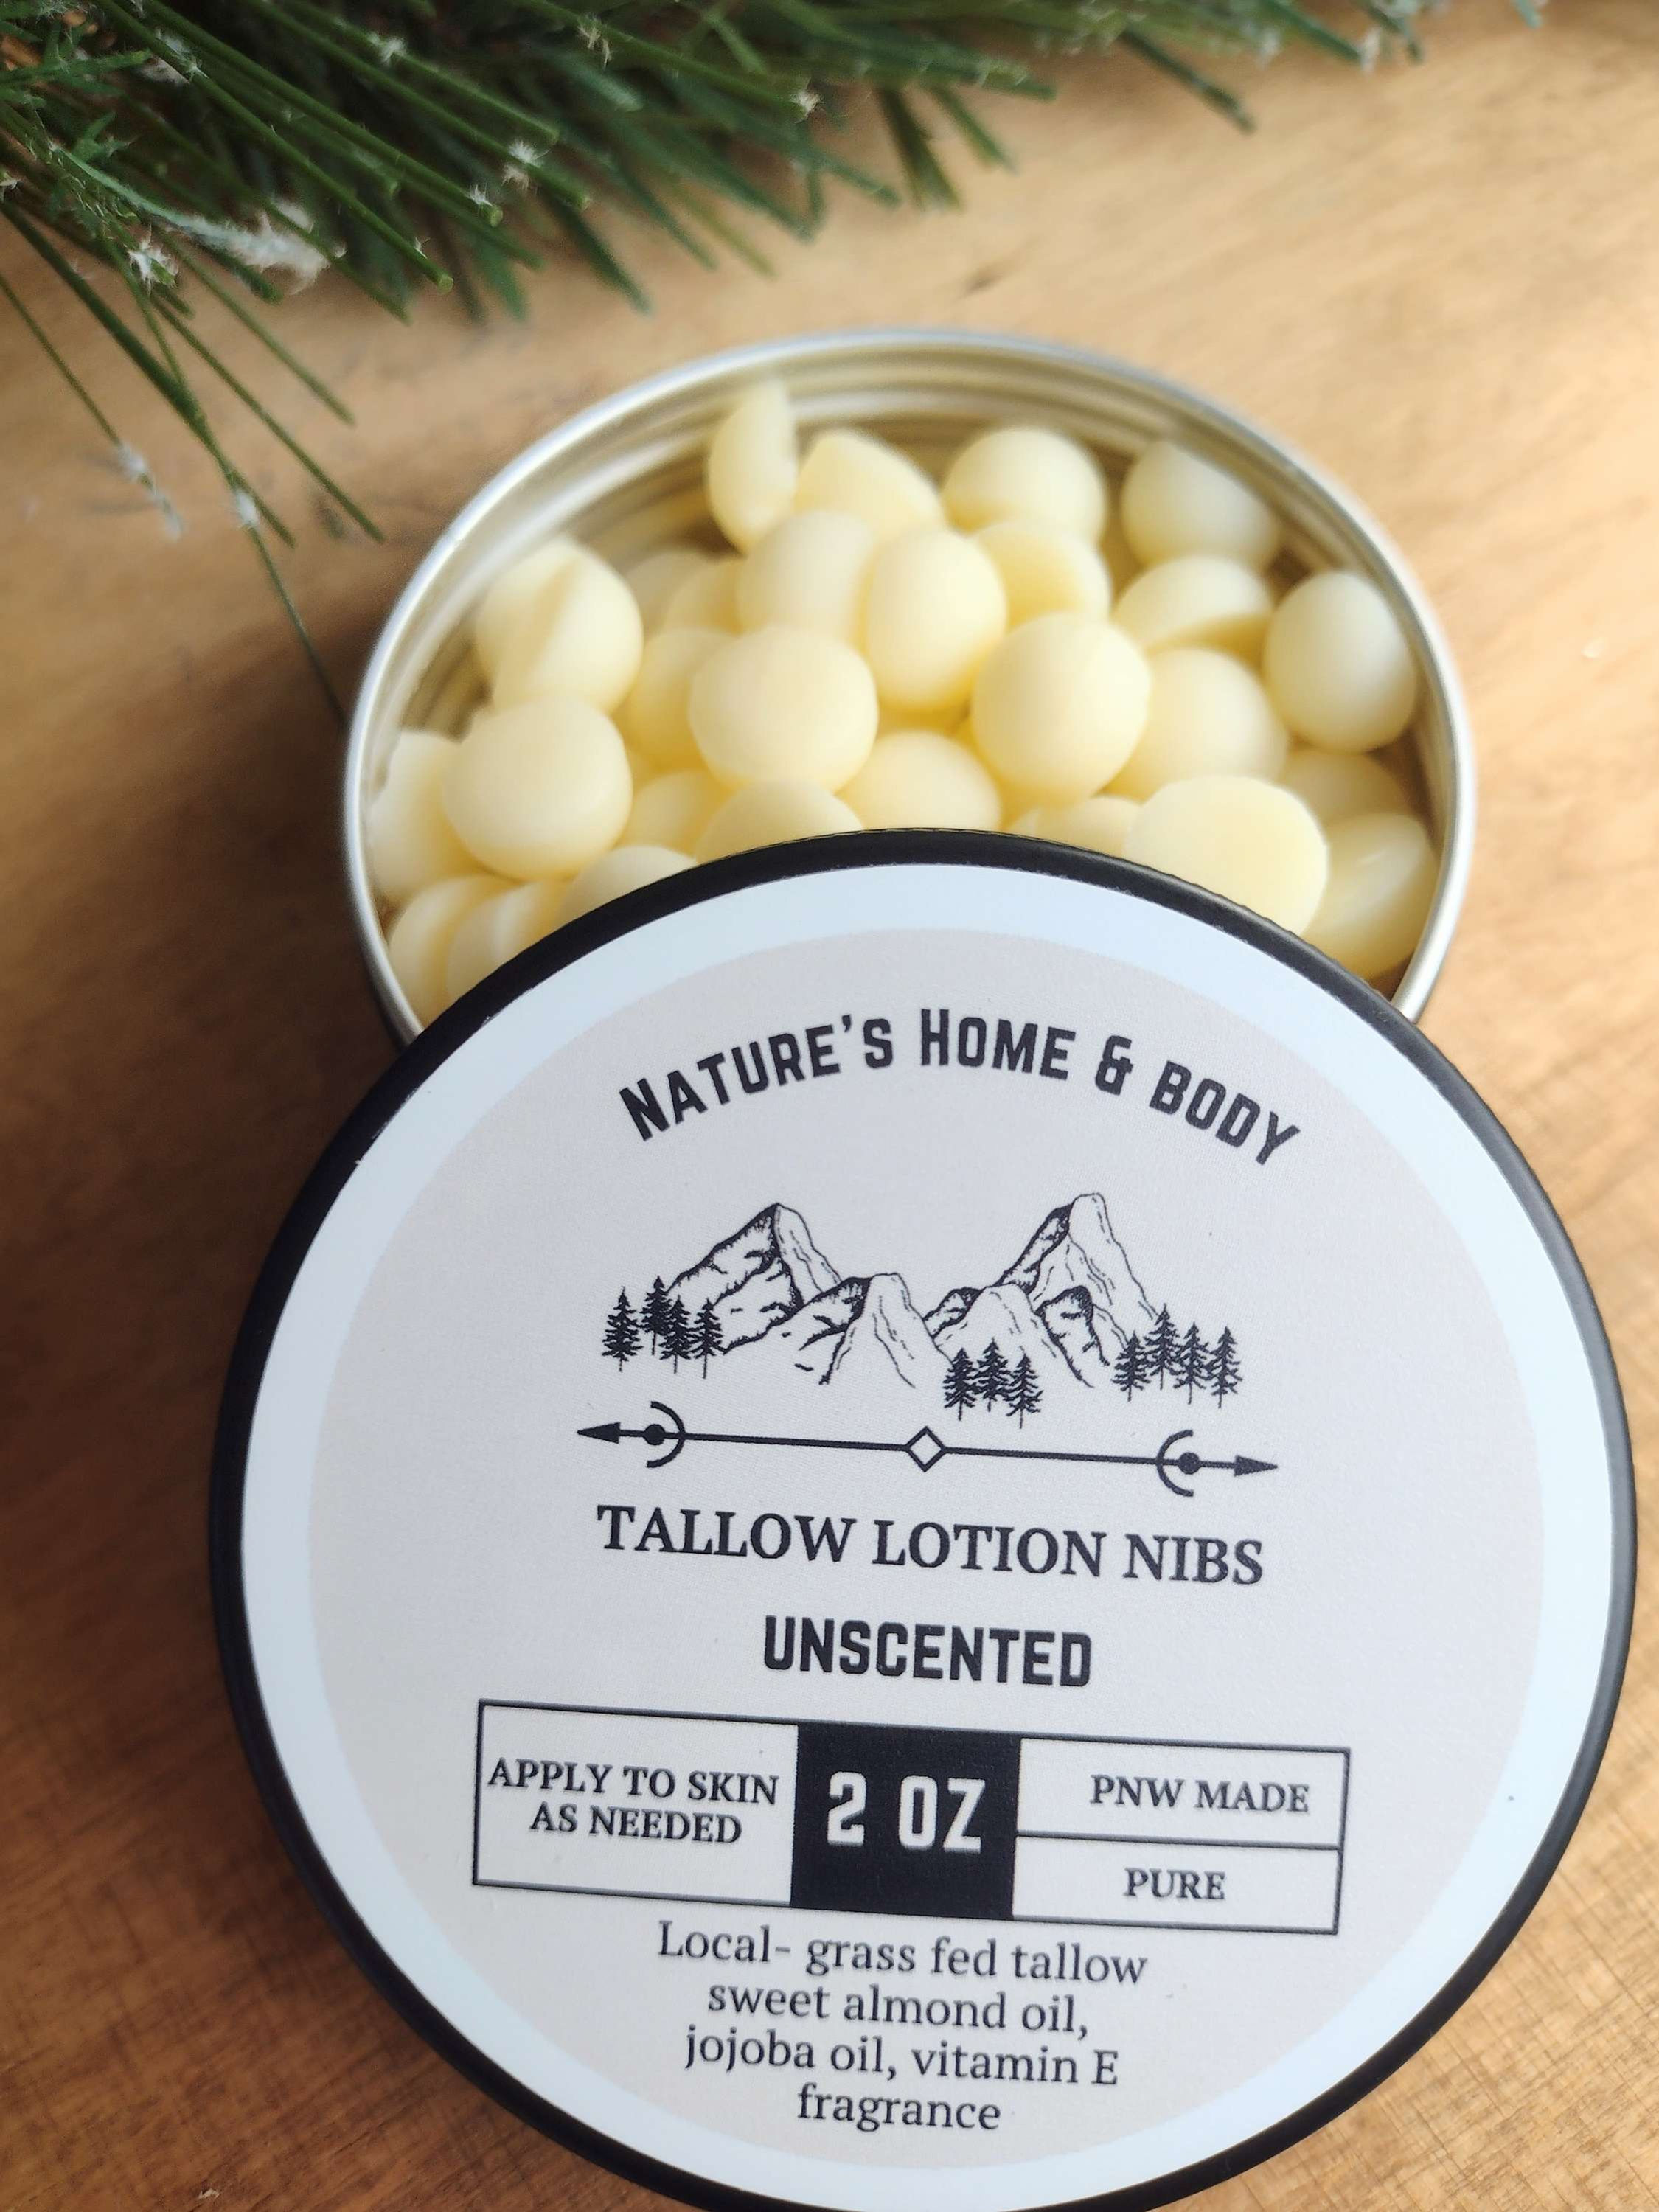 NATURE'S HOME & BODY
TALLOW LOTION NIBS
UNSCENTED
APPLY TO SKIN
AS NEEDED
2 OZ
PNW MADE
PURE
Local- grass fed tallow
sweet almond oil,
jojoba oil, vitamin E
fragrance